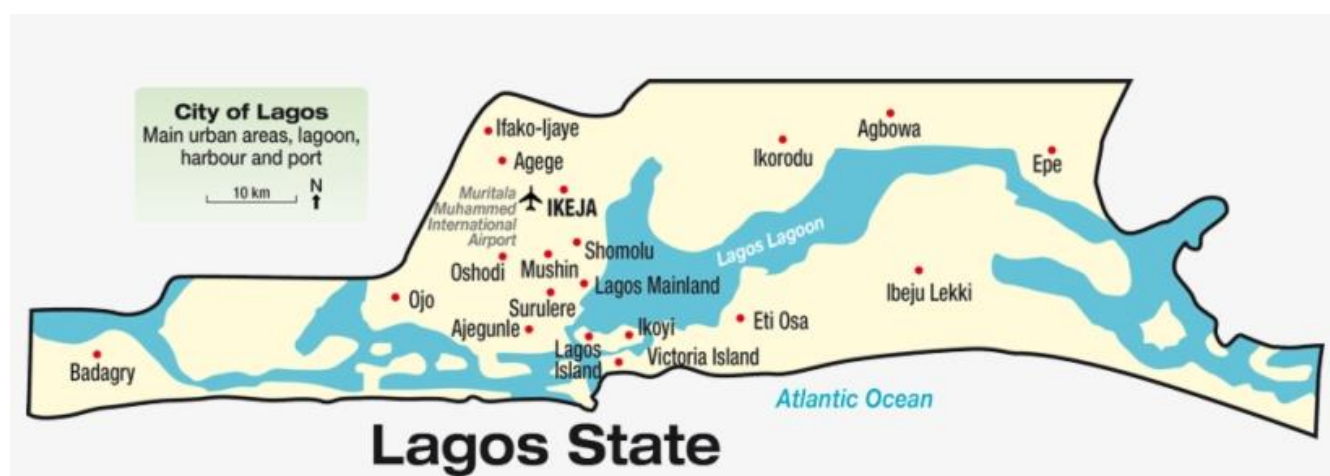 City of Lagos
Main urban areas, lagoon,
harbour and port
10 km
N
Ifako-Ijaye
Agege
Muritala
Muhammed
International
Airport
IKEJA
Agbowa
Ikorodu
Epe
Shomolu
Oshodi
Mushin
Lagos Lagoon
Lagos Mainland
Ibeju Lekki
Ojo
Surulere
Ajegunle
Ikoyi
Eti Osa
Lagos
Island
Victoria Island
Badagry
Atlantic Ocean
Lagos State